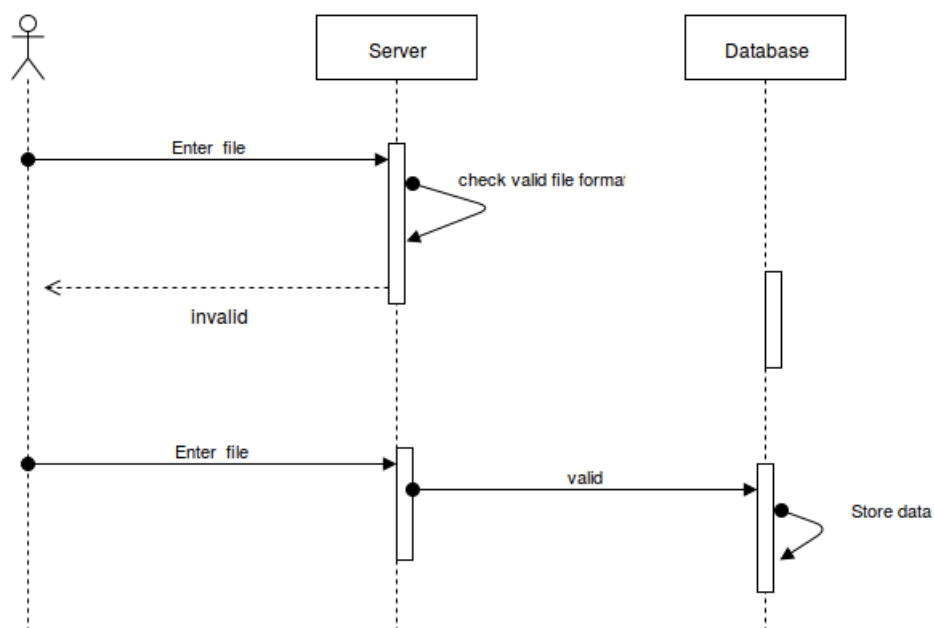 Server
Database
Enter file
check valid file forma
invalid
Enter file
valid
Store data